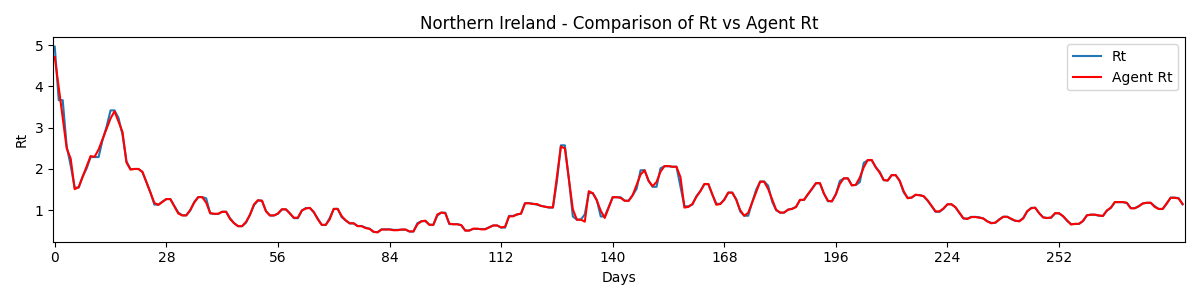 Northern Ireland - Comparison of Rt vs Agent Rt
Rt
Agent Rt
5
4
3
2
1
Rt
0 28 56 84 112 140 168 196 224 252
Days